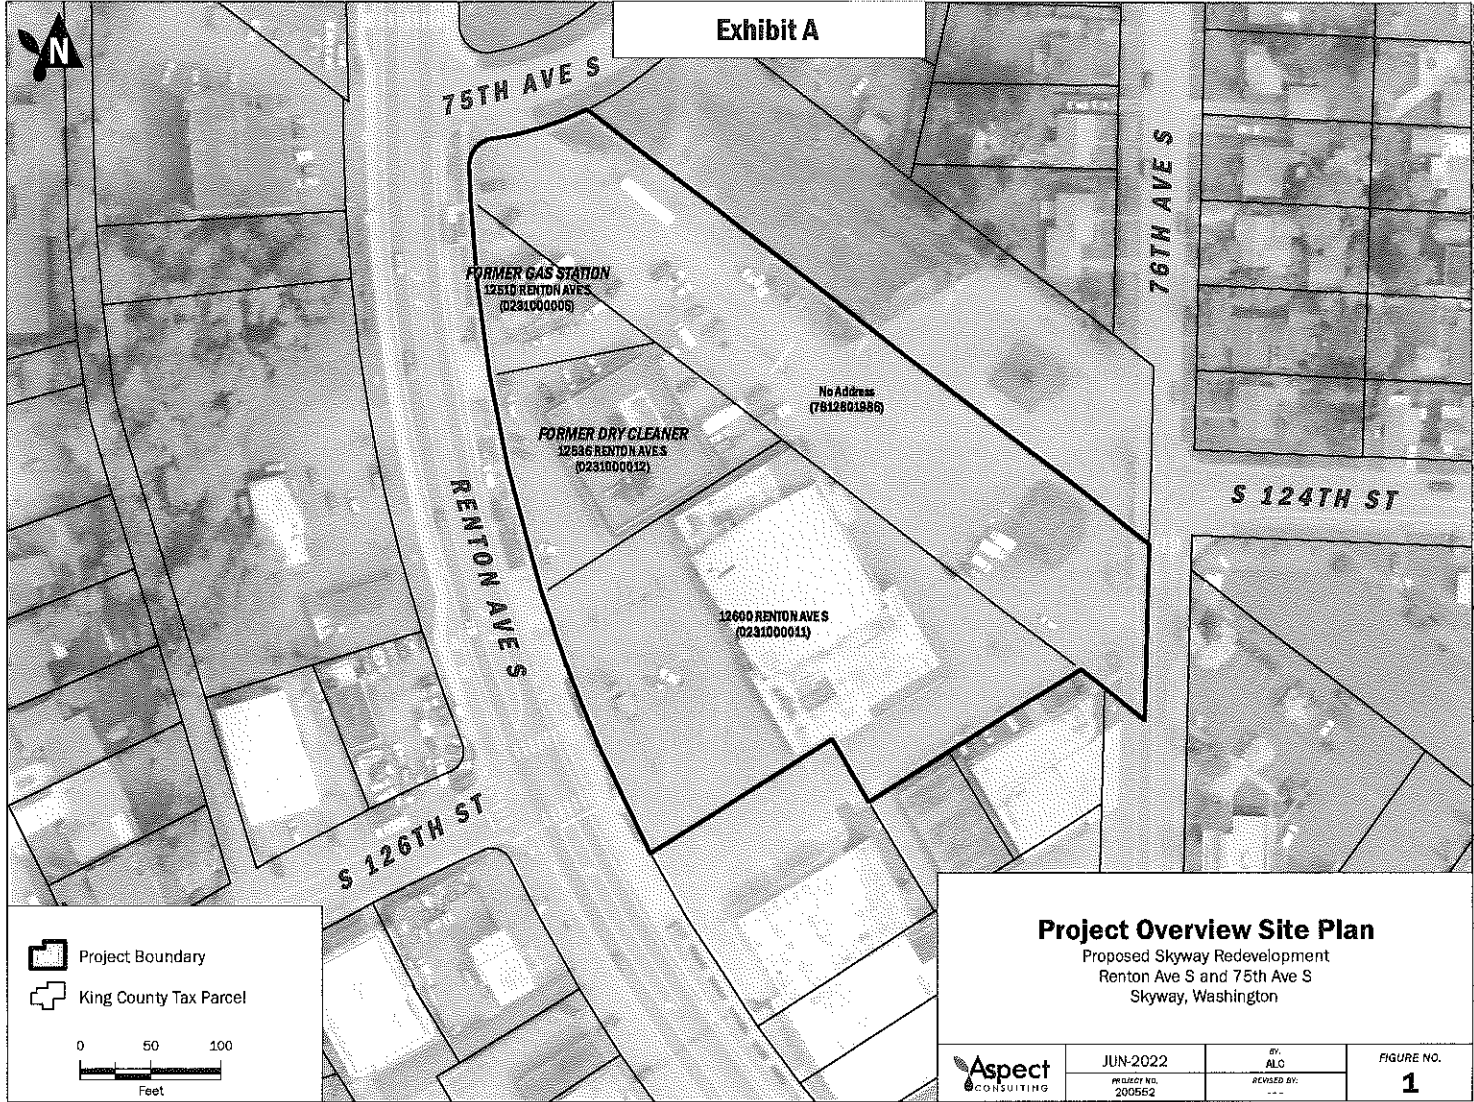 Exhibit A
N
75TH AVE S
76TH AVE S
FORMER GAS STATION
12510 RENTON AVE S
(0231000005)
No Address
(7812801986)
FORMER DRY CLEANER
12536 RENTON AVE S
(0231000012)
S 124TH ST
RENTON AVE S
12600 RENTON AVE S
(0231000011)
S 126TH ST
Project Boundary
King County Tax Parcel
0 50 100
Feet
Project Overview Site Plan
Proposed Skyway Redevelopment
Renton Ave S and 75th Ave S
Skyway, Washington
Aspect
CONSULTING
JUN-2022
PROJECT NO.
200552
BY:
ALC
REVISED BY:
---
FIGURE NO.
1